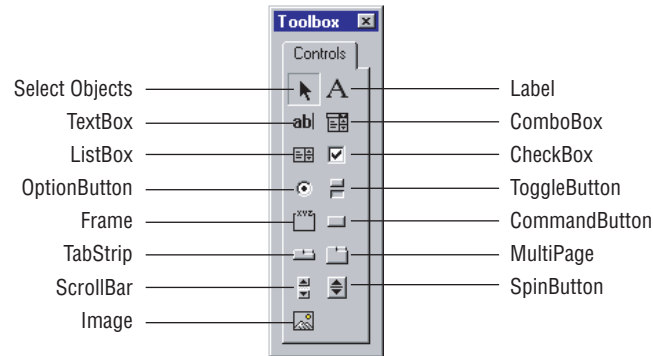 Toolbox
Controls
Select Objects A Label
TextBox ab ComboBox
ListBox CheckBox
OptionButton ToggleButton
Frame XYZ CommandButton
TabStrip MultiPage
ScrollBar SpinButton
Image